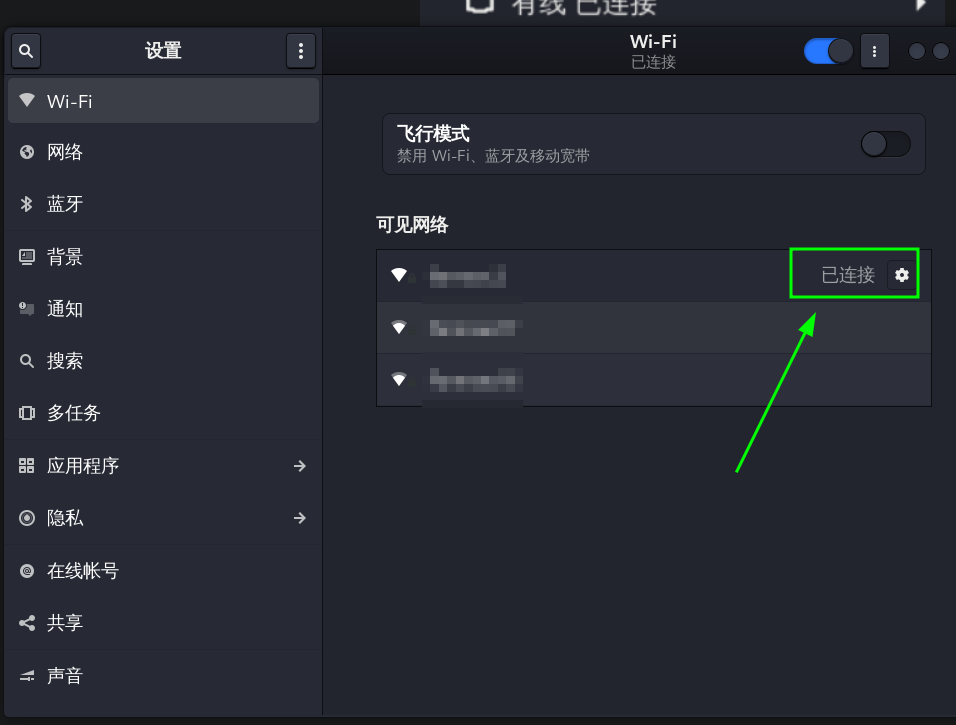 有线 已连接
设置
Wi-Fi
已连接
Wi-Fi
网络
蓝牙
背景
通知
搜索
多任务
应用程序
隐私
在线帐号
共享
声音
飞行模式
禁用 Wi-Fi、蓝牙及移动宽带
可见网络
已连接